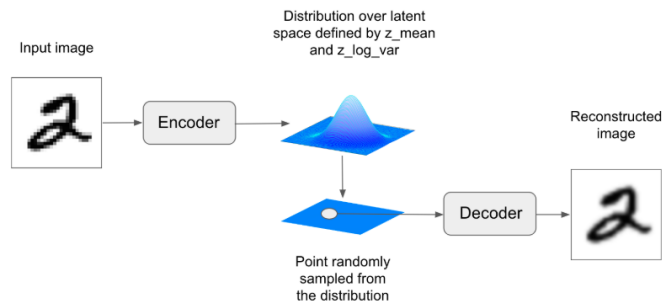 Input image
Encoder
Distribution over latent
space defined by z_mean
and z_log_var
Point randomly
sampled from
the distribution
Decoder
Reconstructed
image